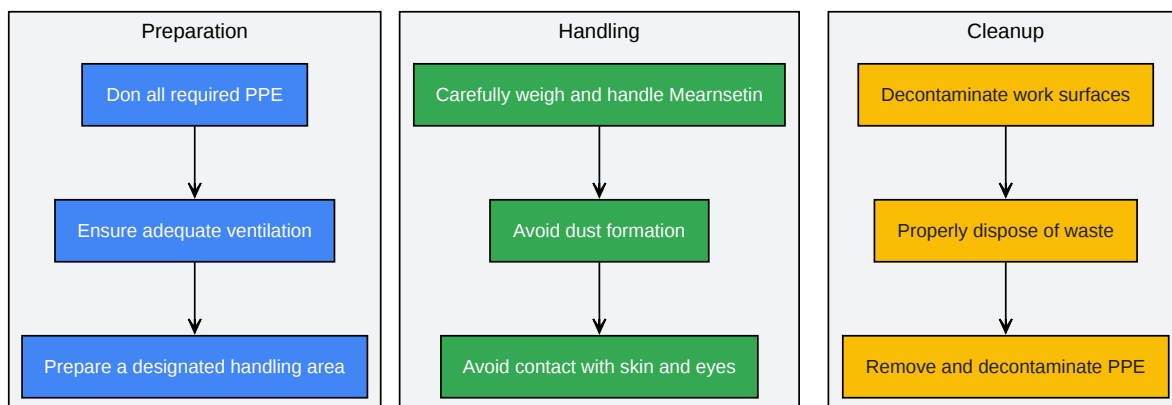 Preparation
Don all required PPE
Ensure adequate ventilation
Prepare a designated handling area
Handling
Carefully weigh and handle Mearnsetin
Avoid dust formation
Avoid contact with skin and eyes
Cleanup
Decontaminate work surfaces
Properly dispose of waste
Remove and decontaminate PPE